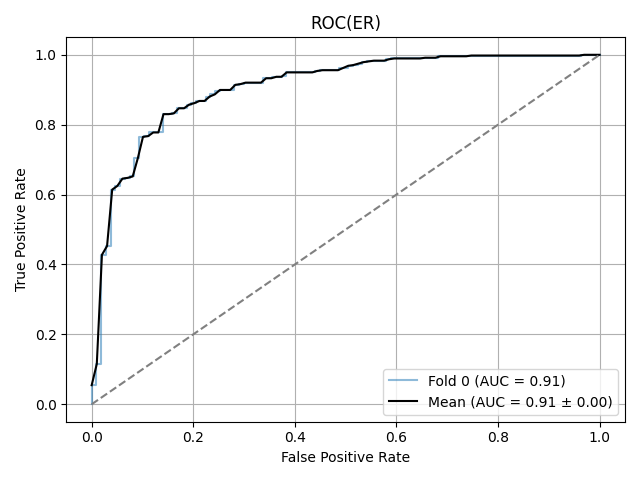 ROC(ER)
True Positive Rate
1.0
0.8
0.6
0.4
0.2
0.0
Fold 0 (AUC = 0.91)
Mean (AUC = 0.91 ± 0.00)
0.0 0.2 0.4 0.6 0.8 1.0
False Positive Rate